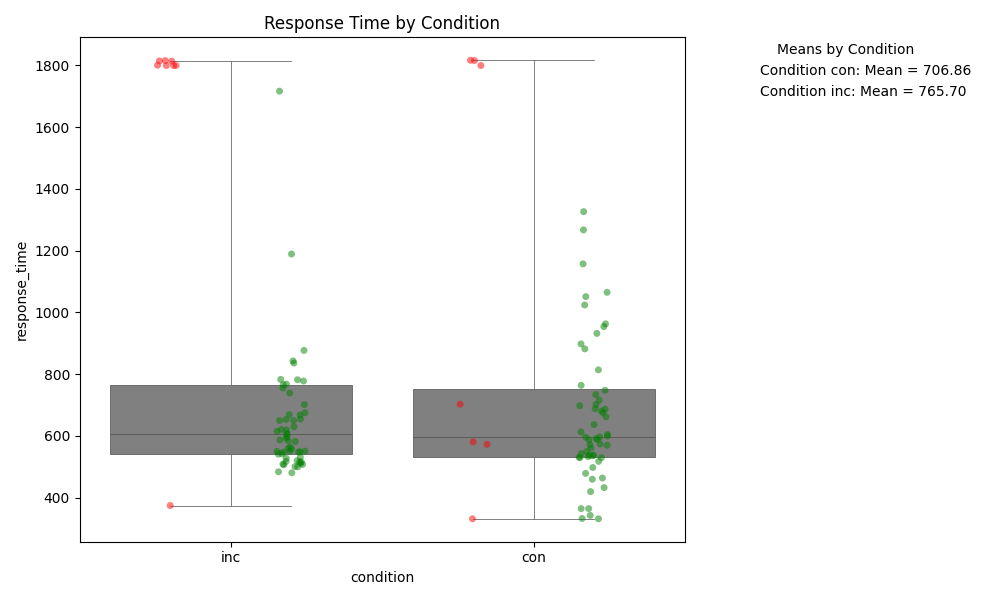 Response Time by Condition
Means by Condition
Condition con: Mean = 706.86
Condition inc: Mean = 765.70
response_time
1800
1600
1400
1200
1000
800
600
400
inc
con
condition